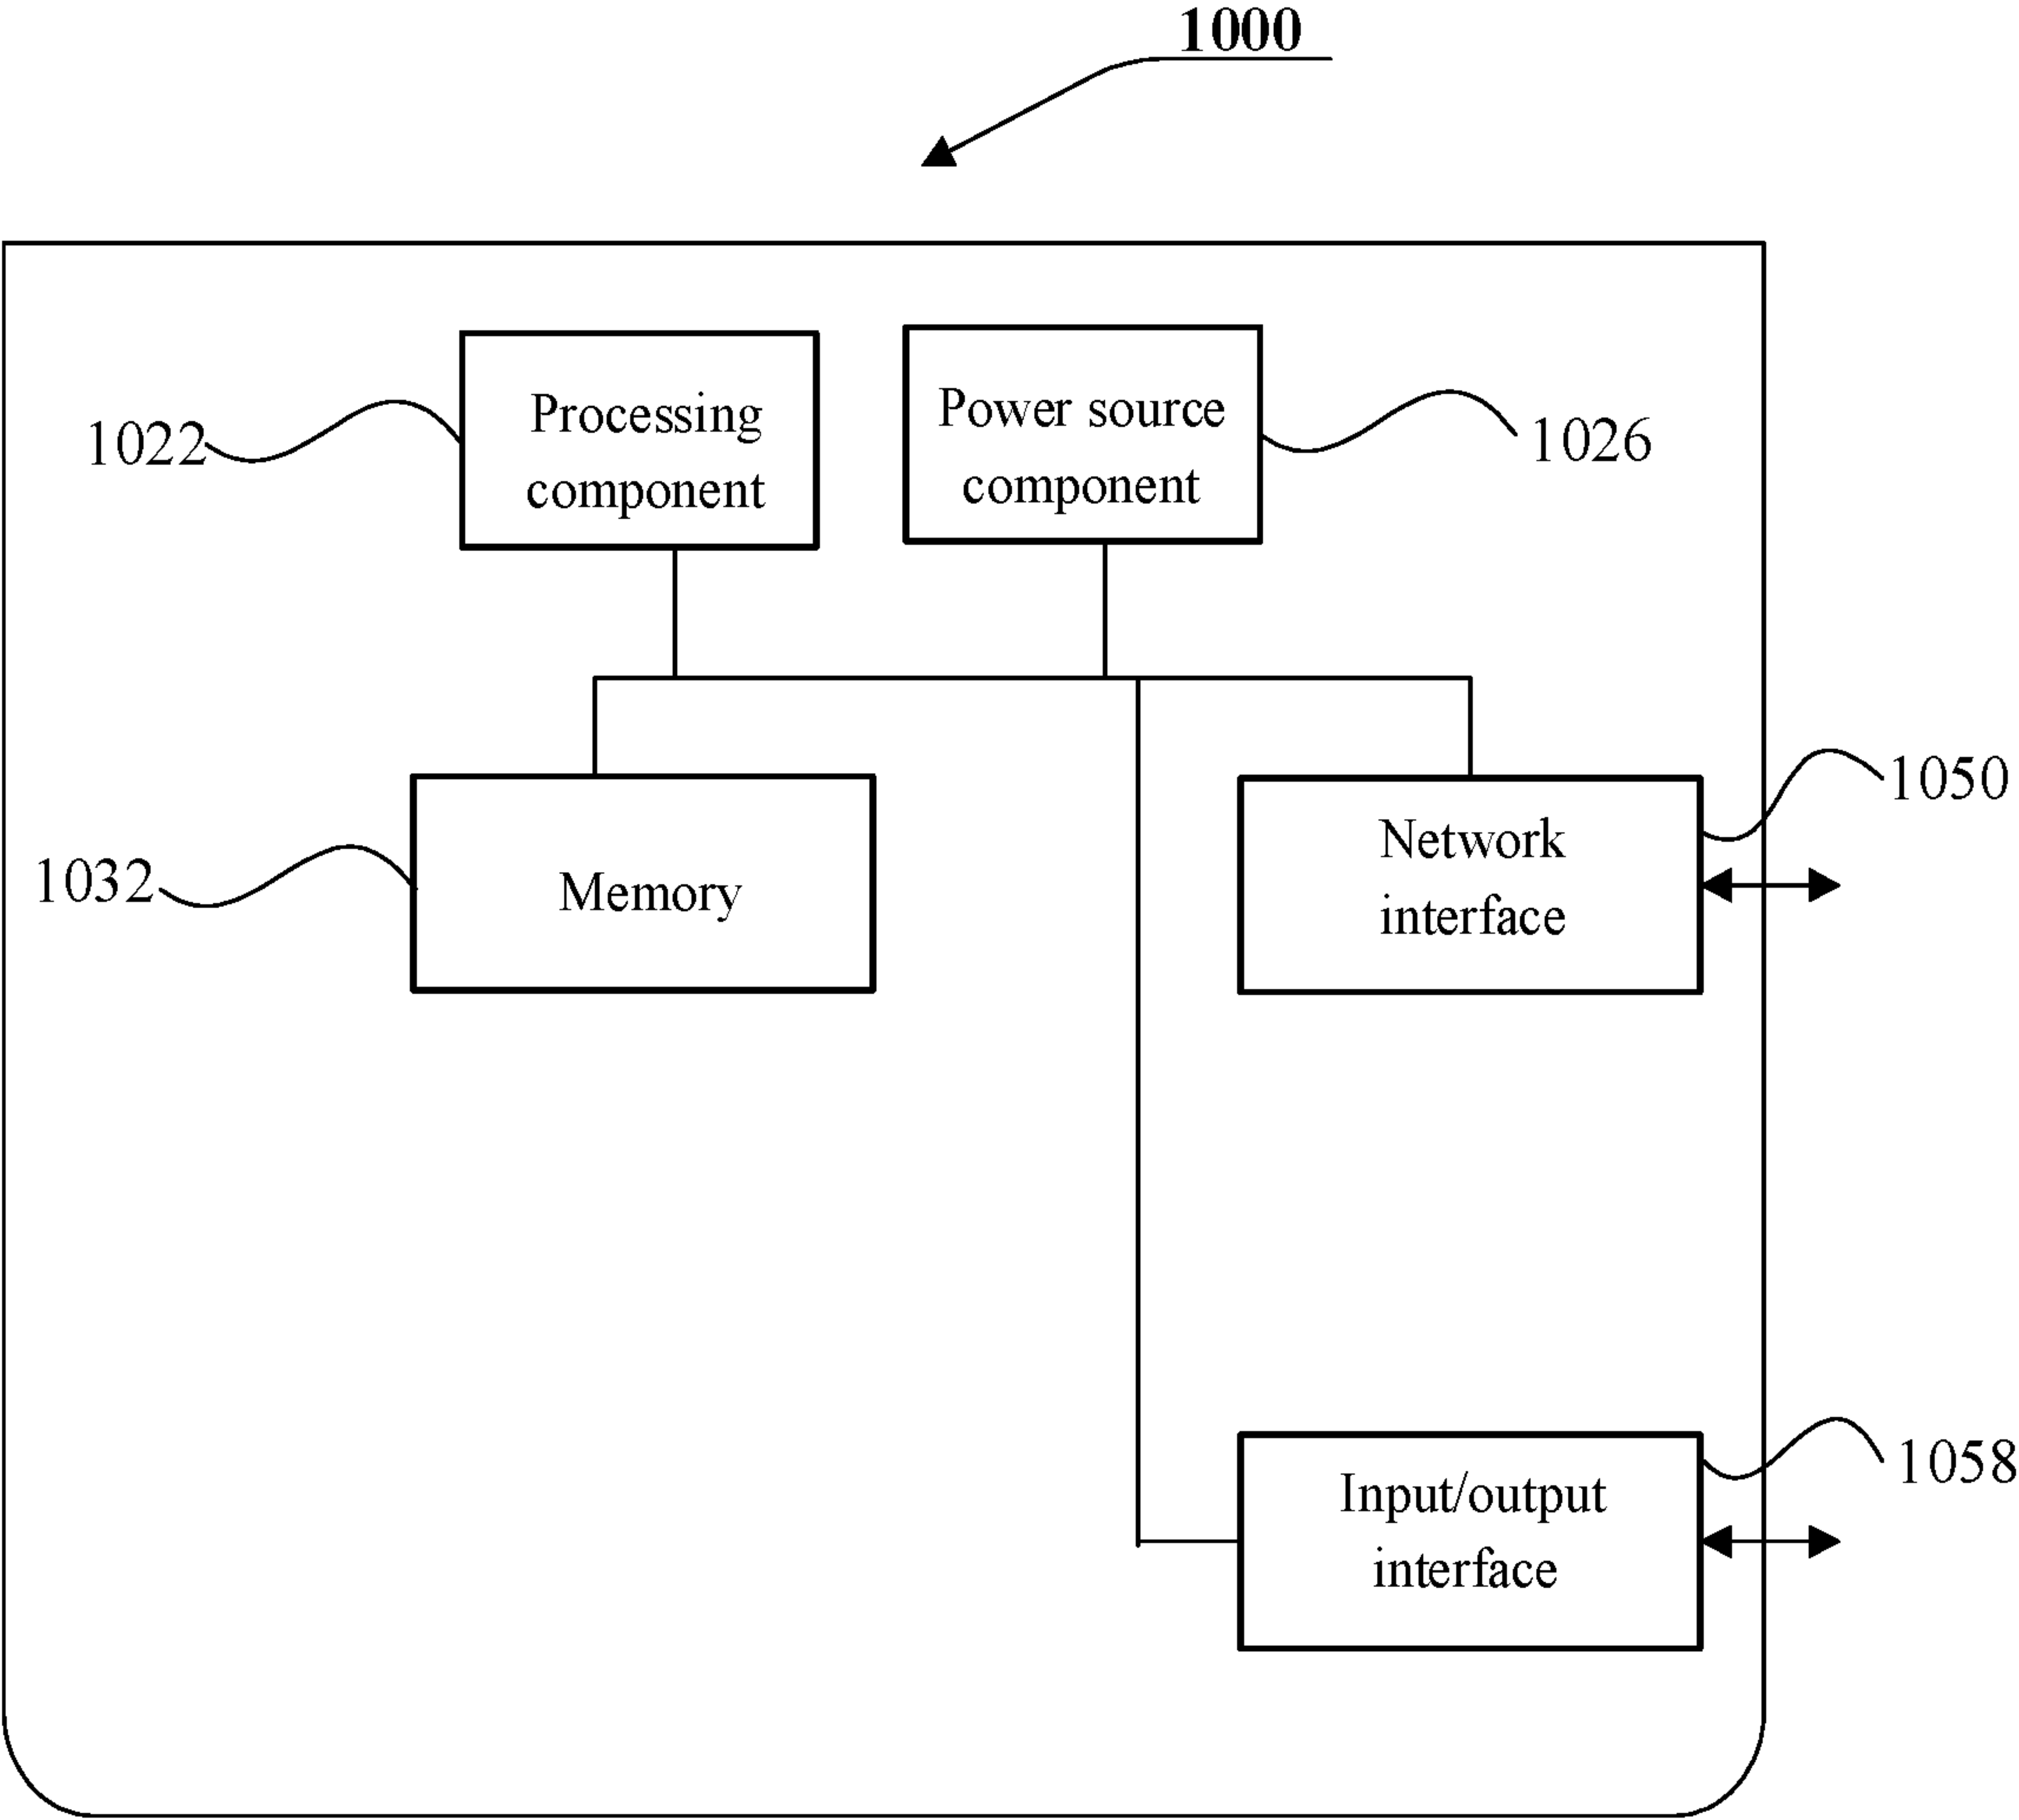 1000
Processing
component
Power source
component
1022
1026
Memory
1032
Network
interface
1050
Input/output
interface
1058